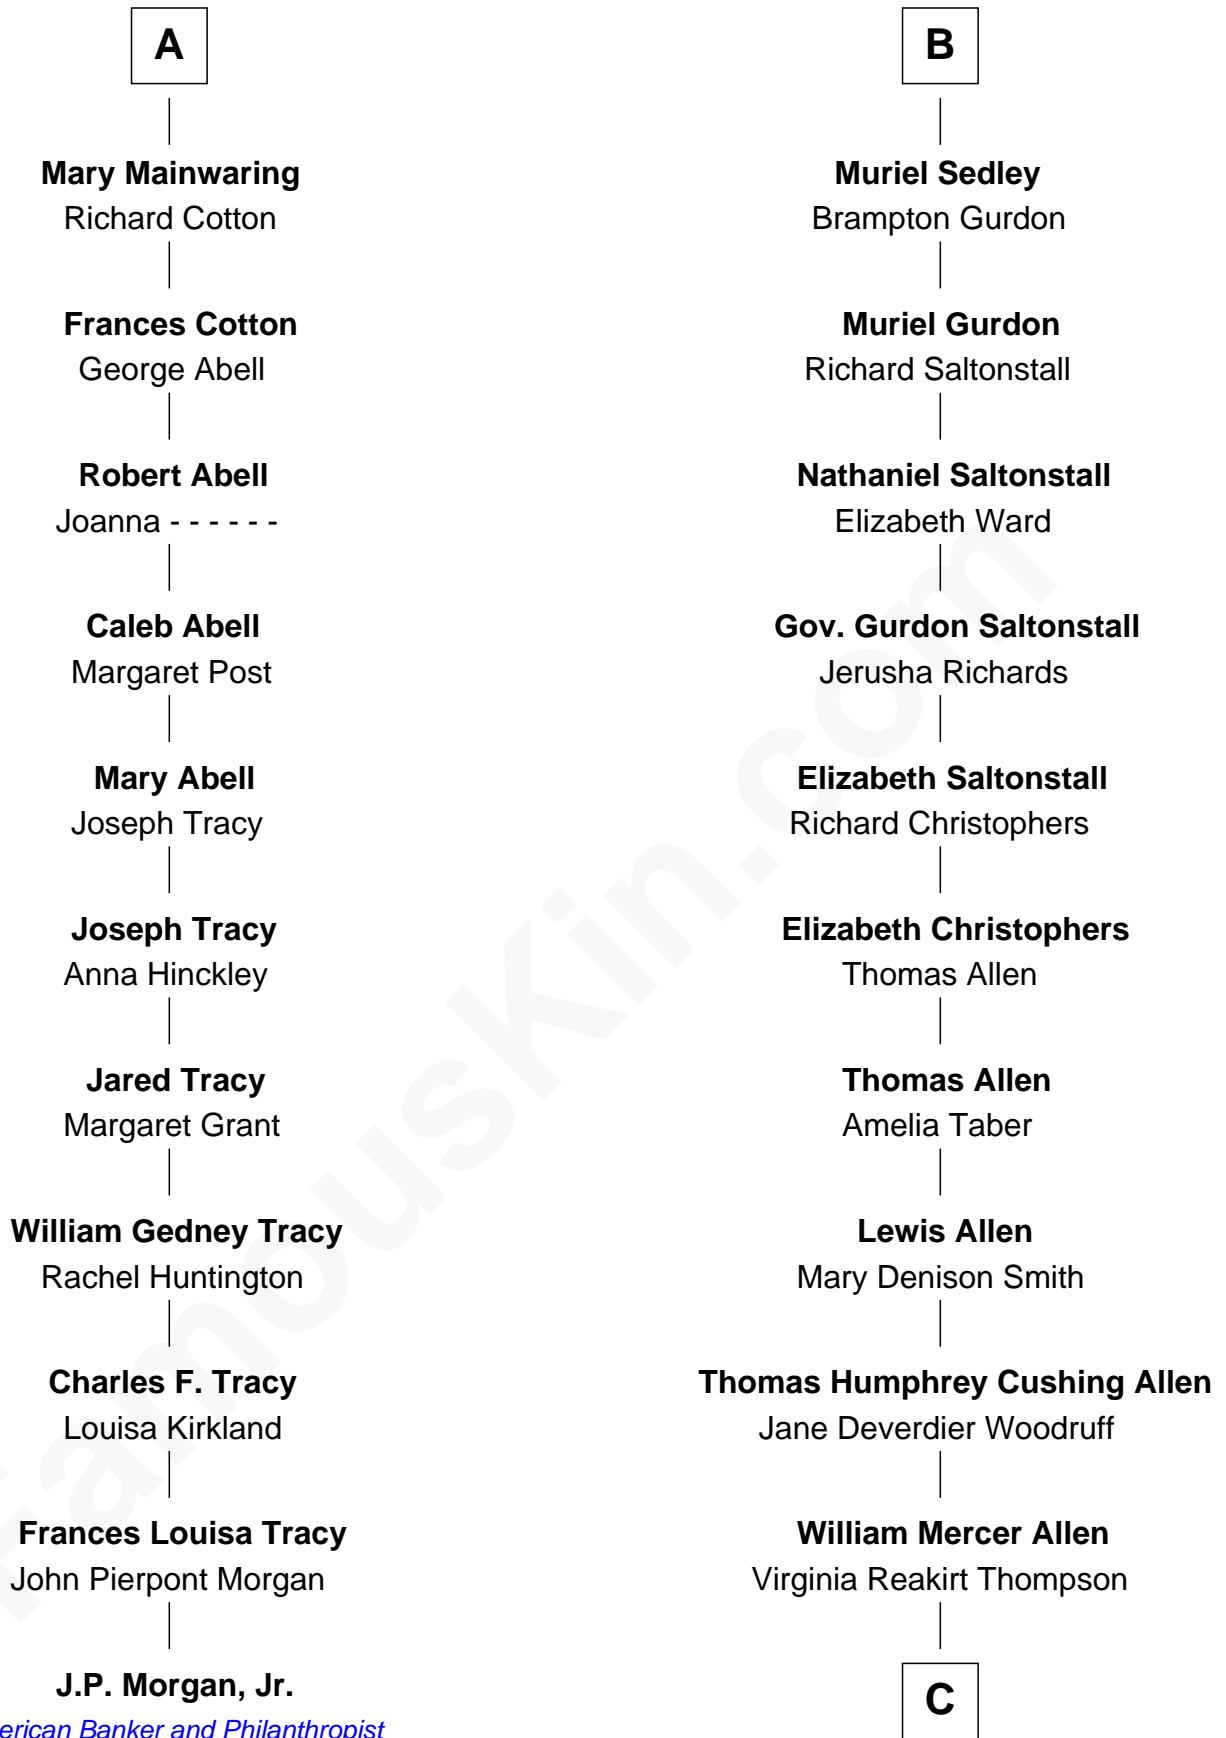 A
Mary Mainwaring
Richard Cotton
Frances Cotton
George Abell
Robert Abell
Joanna - - - - - -
Caleb Abell
Margaret Post
Mary Abell
Joseph Tracy
Joseph Tracy
Anna Hinckley
Jared Tracy
Margaret Grant
William Gedney Tracy
Rachel Huntington
Charles F. Tracy
Louisa Kirkland
Frances Louisa Tracy
John Pierpont Morgan
J.P. Morgan, Jr.
erican Banker and Philanthropist
B
Muriel Sedley
Brampton Gurdon
Muriel Gurdon
Richard Saltonstall
Nathaniel Saltonstall
Elizabeth Ward
Gov. Gurdon Saltonstall
Jerusha Richards
Elizabeth Saltonstall
Richard Christophers
Elizabeth Christophers
Thomas Allen
Thomas Allen
Amelia Taber
Lewis Allen
Mary Denison Smith
Thomas Humphrey Cushing Allen
Jane Deverdier Woodruff
William Mercer Allen
Virginia Reakirt Thompson
C
FamousKin.com